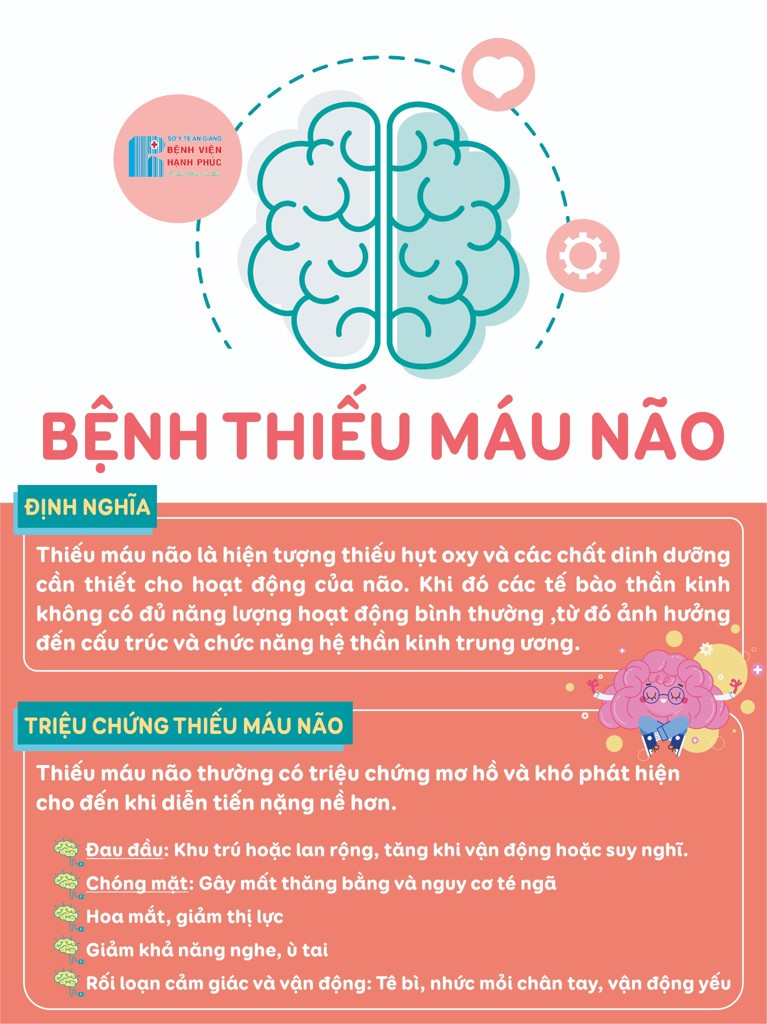 SỞ Y TẾ AN GIANG
BỆNH VIỆN
HẠNH PHÚC
BỆNH THIẾU MÁU NÃO
ĐỊNH NGHĨA
Thiếu máu não là hiện tượng thiếu hụt oxy và các chất dinh dưỡng
cần thiết cho hoạt động của não. Khi đó các tế bào thần kinh
không có đủ năng lượng hoạt động bình thường ,từ đó ảnh hưởng
đến cấu trúc và chức năng hệ thần kinh trung ương.
TRIỆU CHỨNG THIẾU MÁU NÃO
Thiếu máu não thường có triệu chứng mơ hồ và khó phát hiện
cho đến khi diễn tiến nặng nề hơn.
Đau đầu: Khu trú hoặc lan rộng, tăng khi vận động hoặc suy nghĩ.
Chóng mặt: Gây mất thăng bằng và nguy cơ té ngã
Hoa mắt, giảm thị lực
Giảm khả năng nghe, ù tai
Rối loạn cảm giác và vận động: Tê bì, nhức mỏi chân tay, vận động yếu